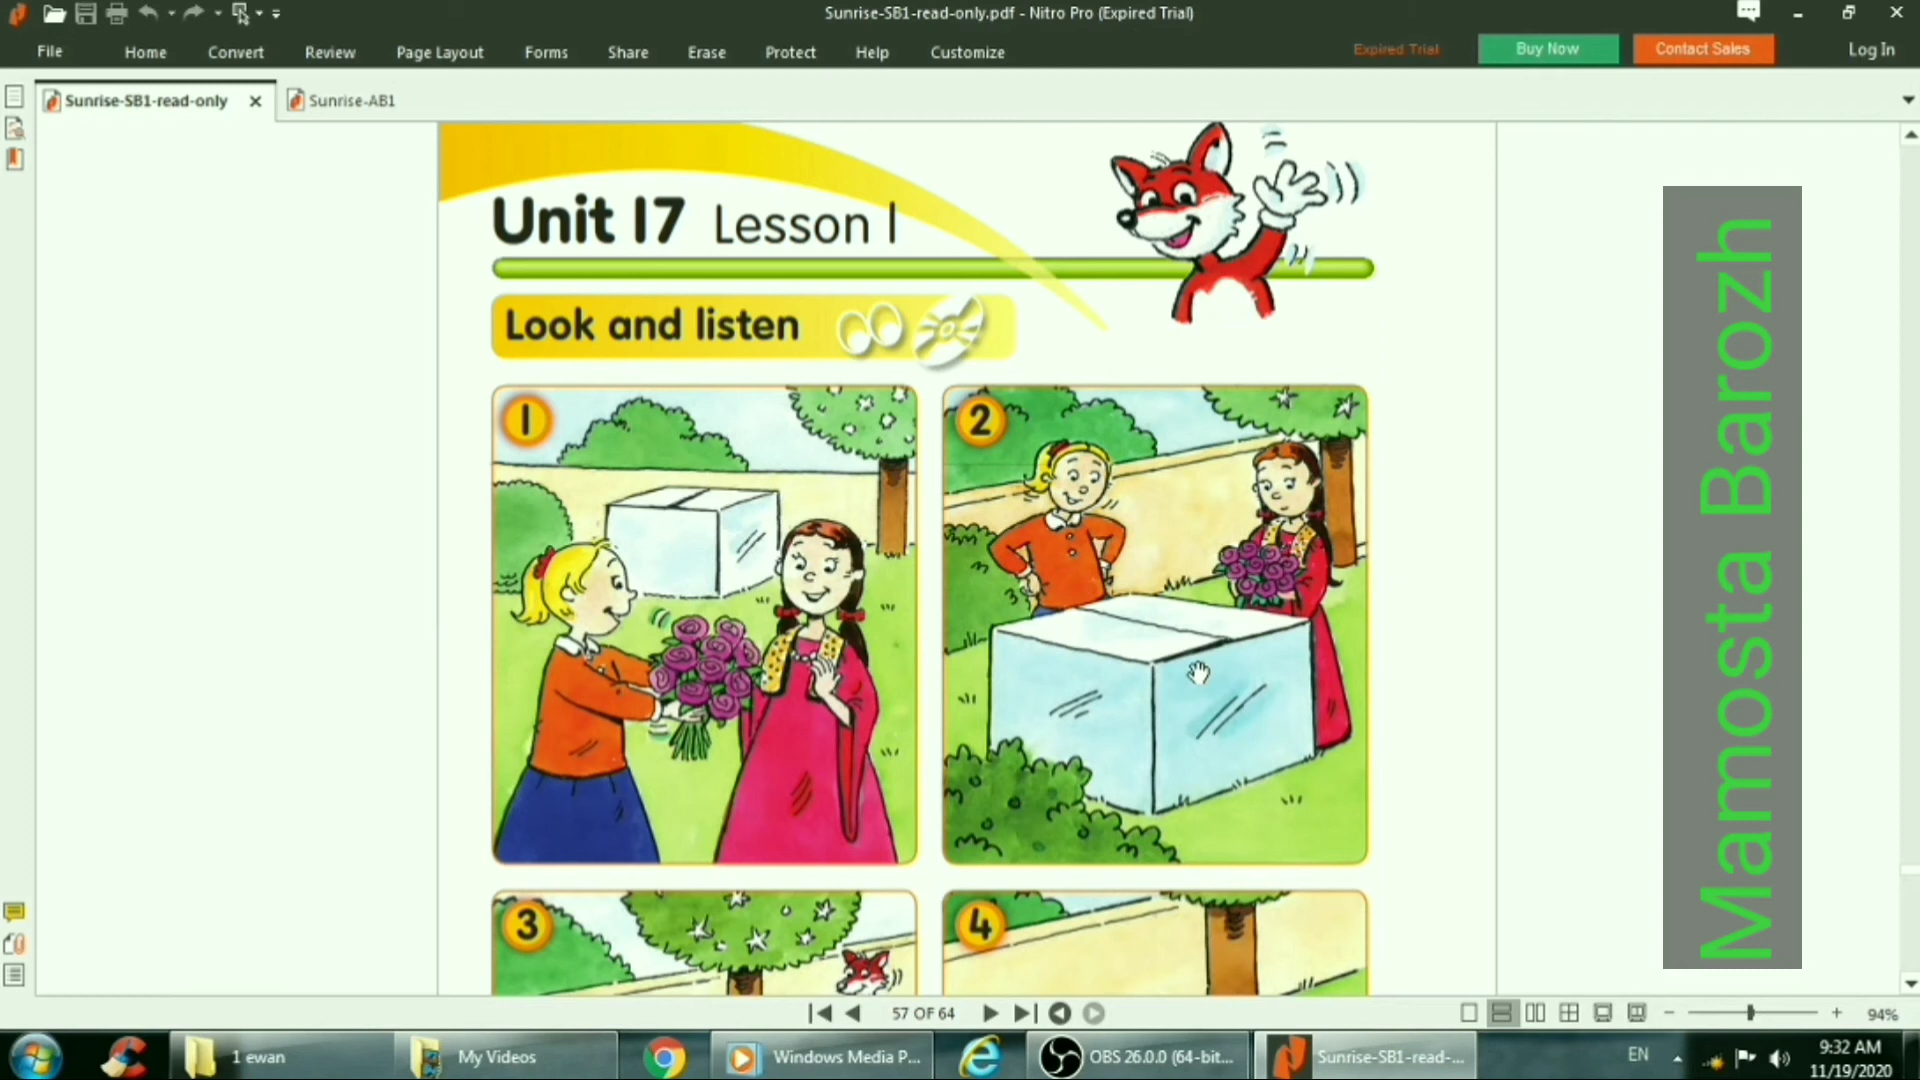 Sunrise-SB1-read-only.pdf - Nitro Pro (Expired Trial)
File Home Convert Review Page Layout Forms Share Erase Protect Help Customize Expired Trial Buy Now Contact Sales Log In
Sunrise-SB1-read-only Sunrise-AB1
Unit 17 Lesson 1
Look and listen
1
2
3
4
Mamosta Barozh
57 OF 64
94%
1 ewan My Videos Windows Media P... OBS 26.0.0 (64-bit... Sunrise-SB1-read-... EN 9:32 AM
11/19/2020